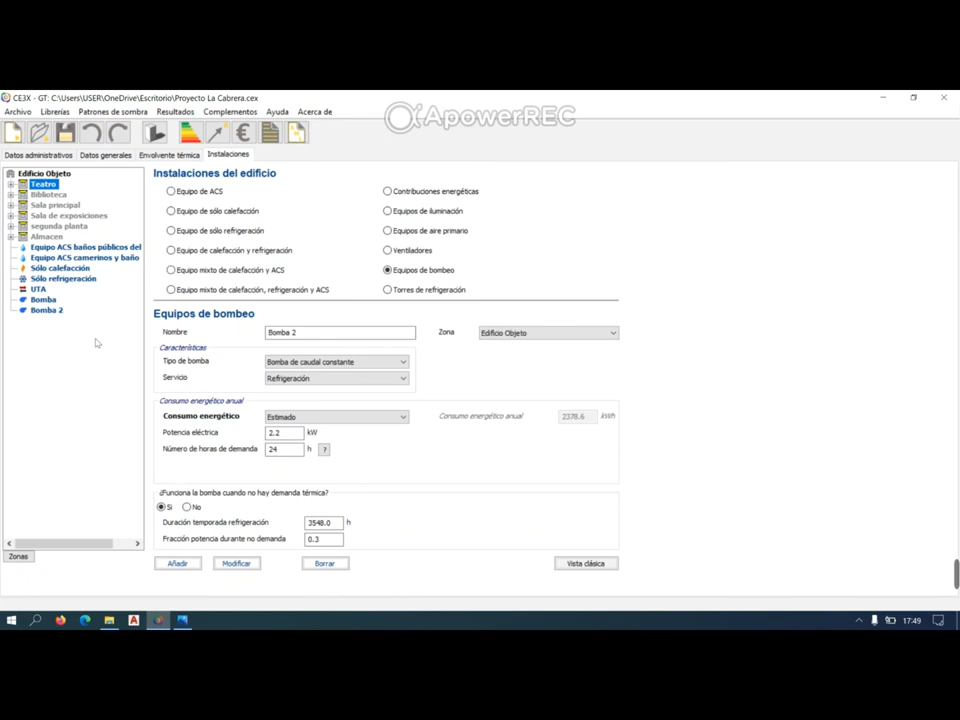 CE3X - GT: C:\Users\USER\OneDrive\Escritorio\Proyecto La Cabrera.cex
Archivo Librerías Patrones de sombra Resultados Complementos Ayuda Acerca de
ApowerREC
Datos administrativos Datos generales Envolvente térmica Instalaciones
Edificio Objeto
Teatro
Biblioteca
Sala principal
Sala de exposiciones
segunda planta
Almacen
Equipo ACS baños públicos del
Equipo ACS camerinos y baño
Sólo calefacción
Sólo refrigeración
UTA
Bomba
Bomba 2
Zonas
Instalaciones del edificio
Equipo de ACS Contribuciones energéticas
Equipo de sólo calefacción Equipos de iluminación
Equipo de sólo refrigeración Equipos de aire primario
Equipo de calefacción y refrigeración Ventiladores
Equipo mixto de calefacción y ACS Equipos de bombeo
Equipo mixto de calefacción, refrigeración y ACS Torres de refrigeración
Equipos de bombeo
Nombre Bomba 2 Zona Edificio Objeto
Características
Tipo de bomba Bomba de caudal constante
Servicio Refrigeración
Consumo energético anual
Consumo energético Estimado Consumo energético anual 2378.6 kWh
Potencia eléctrica 2.2 kW
Número de horas de demanda 24 h ?
¿Funciona la bomba cuando no hay demanda térmica?
Si No
Duración temporada refrigeración 3548.0 h
Fracción potencia durante no demanda 0.3
Añadir Modificar Borrar Vista clásica
17:49